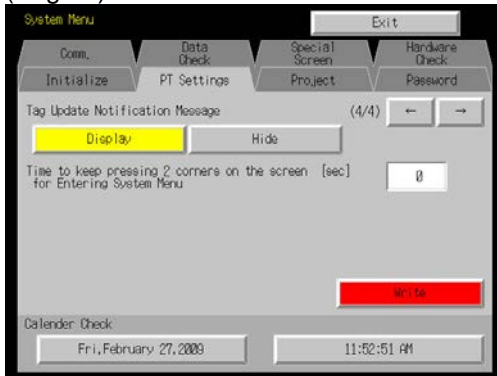 System Menu
Exit
Comm.
Data
Check
Special
Screen
Hardware
Check
Initialize
PT Settings
Project
Password
Tag Update Notification Message
(4/4)
← →
Display
Hide
Time to keep pressing 2 corners on the screen [sec]
for Entering System Menu
0
Write
Calender Check
Fri,February 27,2009
11:52:51 AM